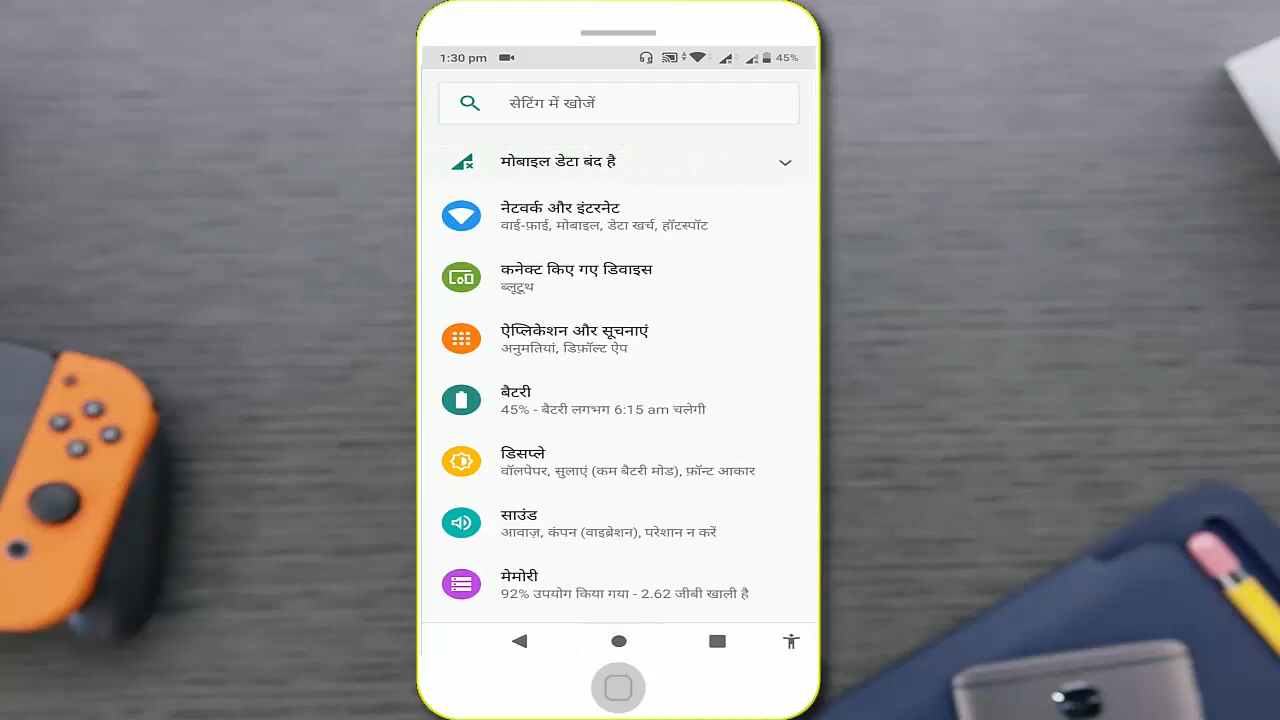 1:30 pm
45%
सेटिंग में खोजें
मोबाइल डेटा बंद है
नेटवर्क और इंटरनेट
वाई-फ़ाई, मोबाइल, डेटा खर्च, हॉटस्पॉट
कनेक्ट किए गए डिवाइस
ब्लूटूथ
ऐप्लिकेशन और सूचनाएं
अनुमतियां, डिफ़ॉल्ट ऐप
बैटरी
45% - बैटरी लगभग 6:15 am चलेगी
डिसप्ले
वॉलपेपर, सुलाएं (कम बैटरी मोड), फ़ॉन्ट आकार
साउंड
आवाज़, कंपन (वाइब्रेशन), परेशान न करें
मेमोरी
92% उपयोग किया गया - 2.62 जीबी खाली है